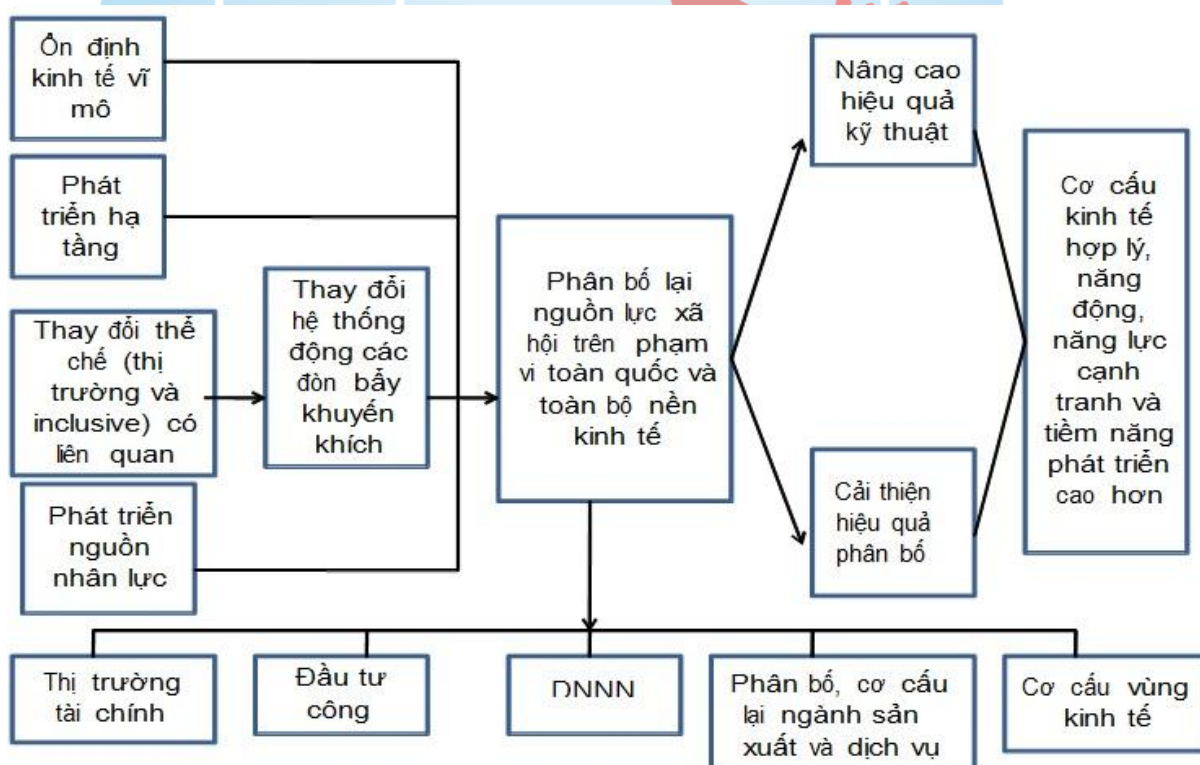 Ổn định
kinh tế vĩ
mô
Phát
triển hạ
tầng
Thay đổi thể
chế (thị
trường và
inclusive) có
liên quan
Phát triển
nguồn
nhân lực
Thay đổi
hệ thống
động các
đòn bẩy
khuyến
khích
Phân bố lại
nguồn lực xã
hội trên phạm
vi toàn quốc và
toàn bộ nền
kinh tế
Nâng cao
hiệu quả
kỹ thuật
Cải thiện
hiệu quả
phân bố
Cơ cấu
kinh tế
hợp lý,
năng
động,
năng lực
cạnh
tranh và
tiềm năng
phát triển
cao hơn
Thị trường
tài chính
Đầu tư
công
DNNN
Phân bố, cơ cấu
lại ngành sản
xuất và dịch vụ
Cơ cấu vùng
kinh tế